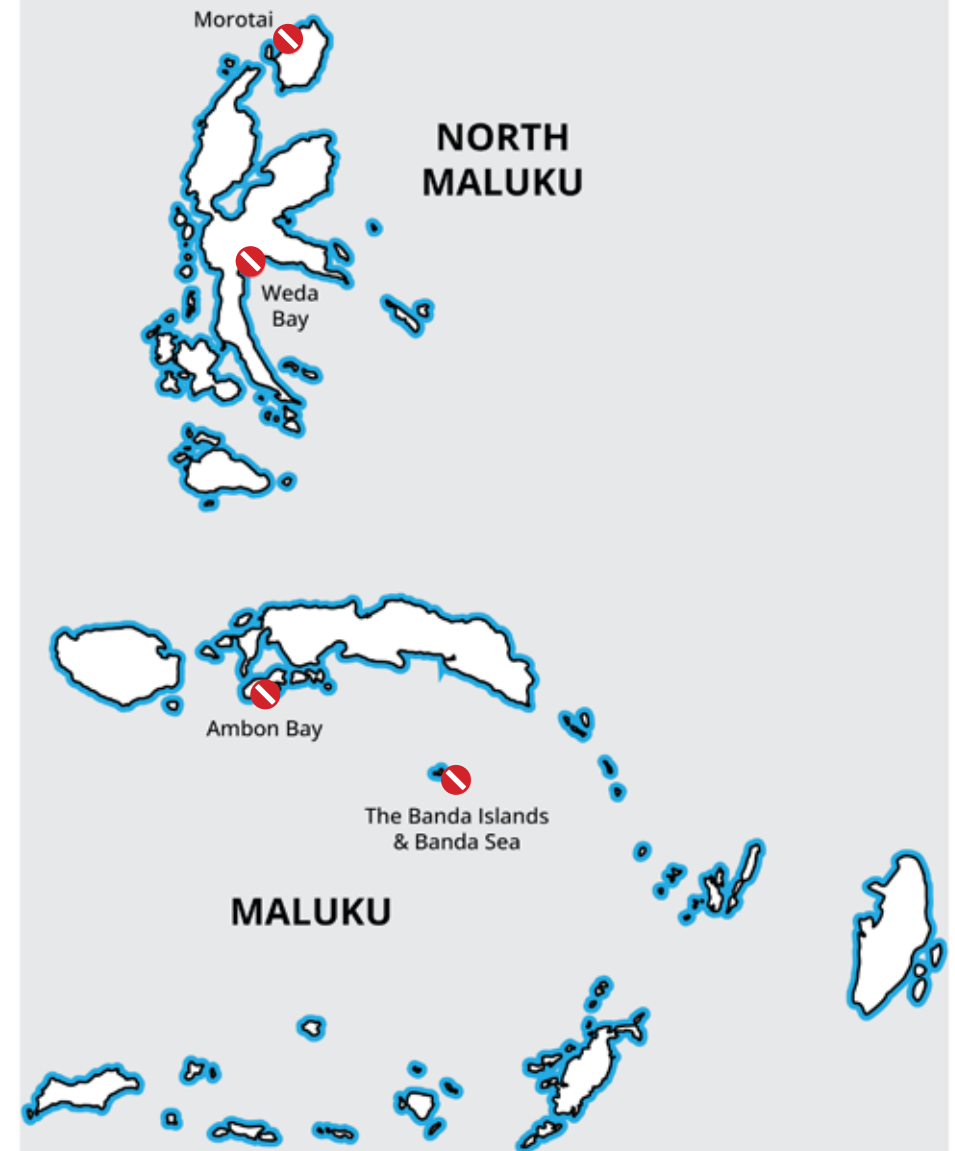 Morotai
NORTH
MALUKU
Weda
Bay
Ambon Bay
The Banda Islands
& Banda Sea
MALUKU